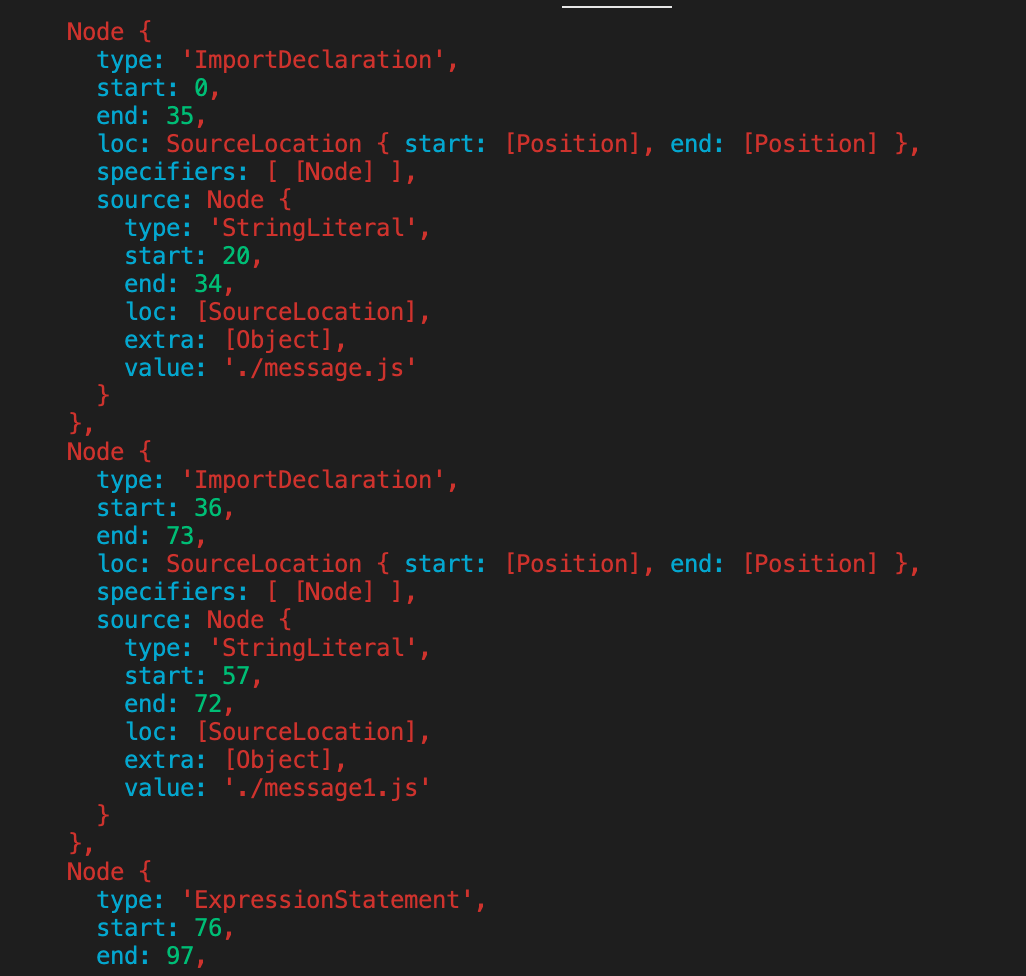 Node {
type: 'ImportDeclaration',
start: 0,
end: 35,
loc: SourceLocation { start: [Position], end: [Position] },
specifiers: [ [Node] ],
source: Node {
type: 'StringLiteral',
start: 20,
end: 34,
loc: [SourceLocation],
extra: [Object],
value: './message.js'
}
},
Node {
type: 'ImportDeclaration',
start: 36,
end: 73,
loc: SourceLocation { start: [Position], end: [Position] },
specifiers: [ [Node] ],
source: Node {
type: 'StringLiteral',
start: 57,
end: 72,
loc: [SourceLocation],
extra: [Object],
value: './message1.js'
}
},
Node {
type: 'ExpressionStatement',
start: 76,
end: 97,